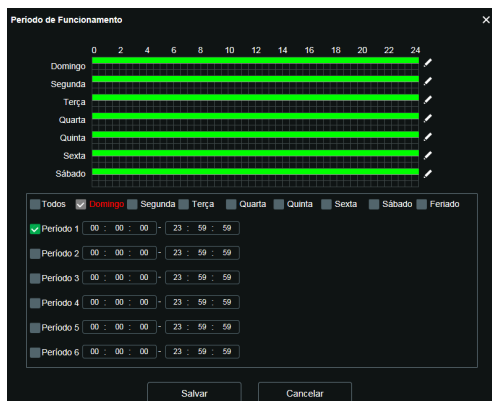 Período de Funcionamento
0 2 4 6 8 10 12 14 16 18 20 22 24
Domingo
Segunda
Terça
Quarta
Quinta
Sexta
Sábado
Todos Domingo Segunda Terça Quarta Quinta Sexta Sábado Feriado
Período 1 00 : 00 : 00 - 23 : 59 : 59
Período 2 00 : 00 : 00 - 23 : 59 : 59
Período 3 00 : 00 : 00 - 23 : 59 : 59
Período 4 00 : 00 : 00 - 23 : 59 : 59
Período 5 00 : 00 : 00 - 23 : 59 : 59
Período 6 00 : 00 : 00 - 23 : 59 : 59
Salvar Cancelar